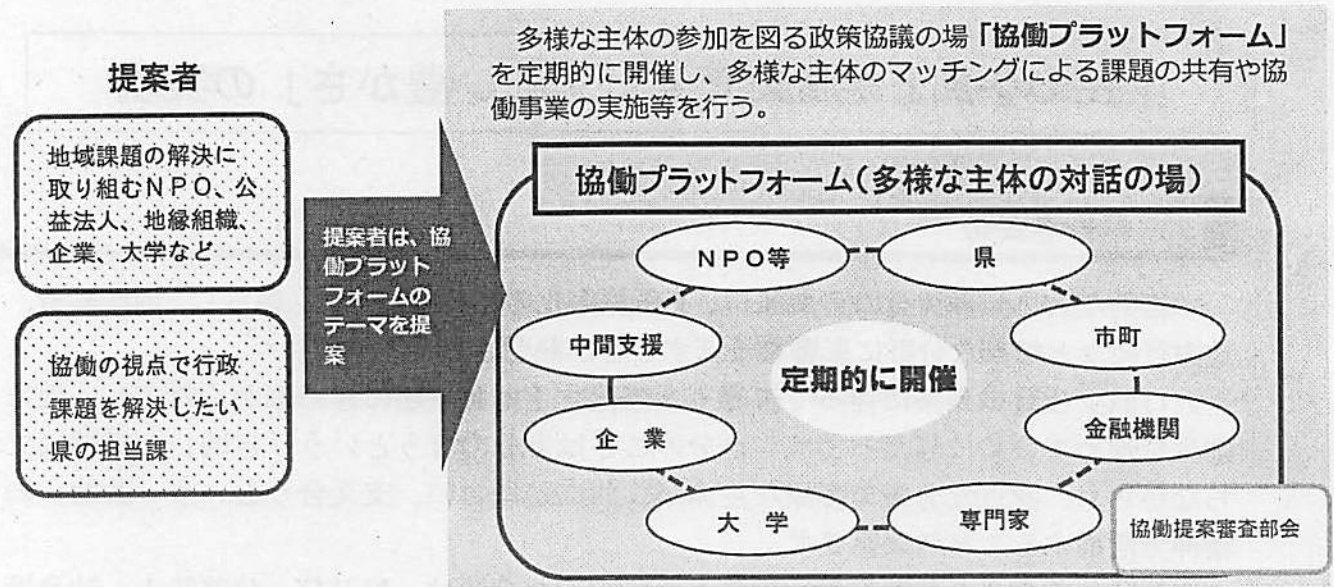 提案者
地域課題の解決に
取り組むNPO、公
益法人、地縁組織、
企業、大学など
協働の視点で行政
課題を解決したい
県の担当課
提案者は、協
働プラット
フォームの
テーマを提
案
多様な主体の参加を図る政策協議の場「協働プラットフォーム」
を定期的に開催し、多様な主体のマッチングによる課題の共有や協
働事業の実施等を行う。
協働プラットフォーム(多様な主体の対話の場)
NPO等
県
中間支援
市町
定期的に開催
企業
金融機関
大学
専門家
協働提案審査部会